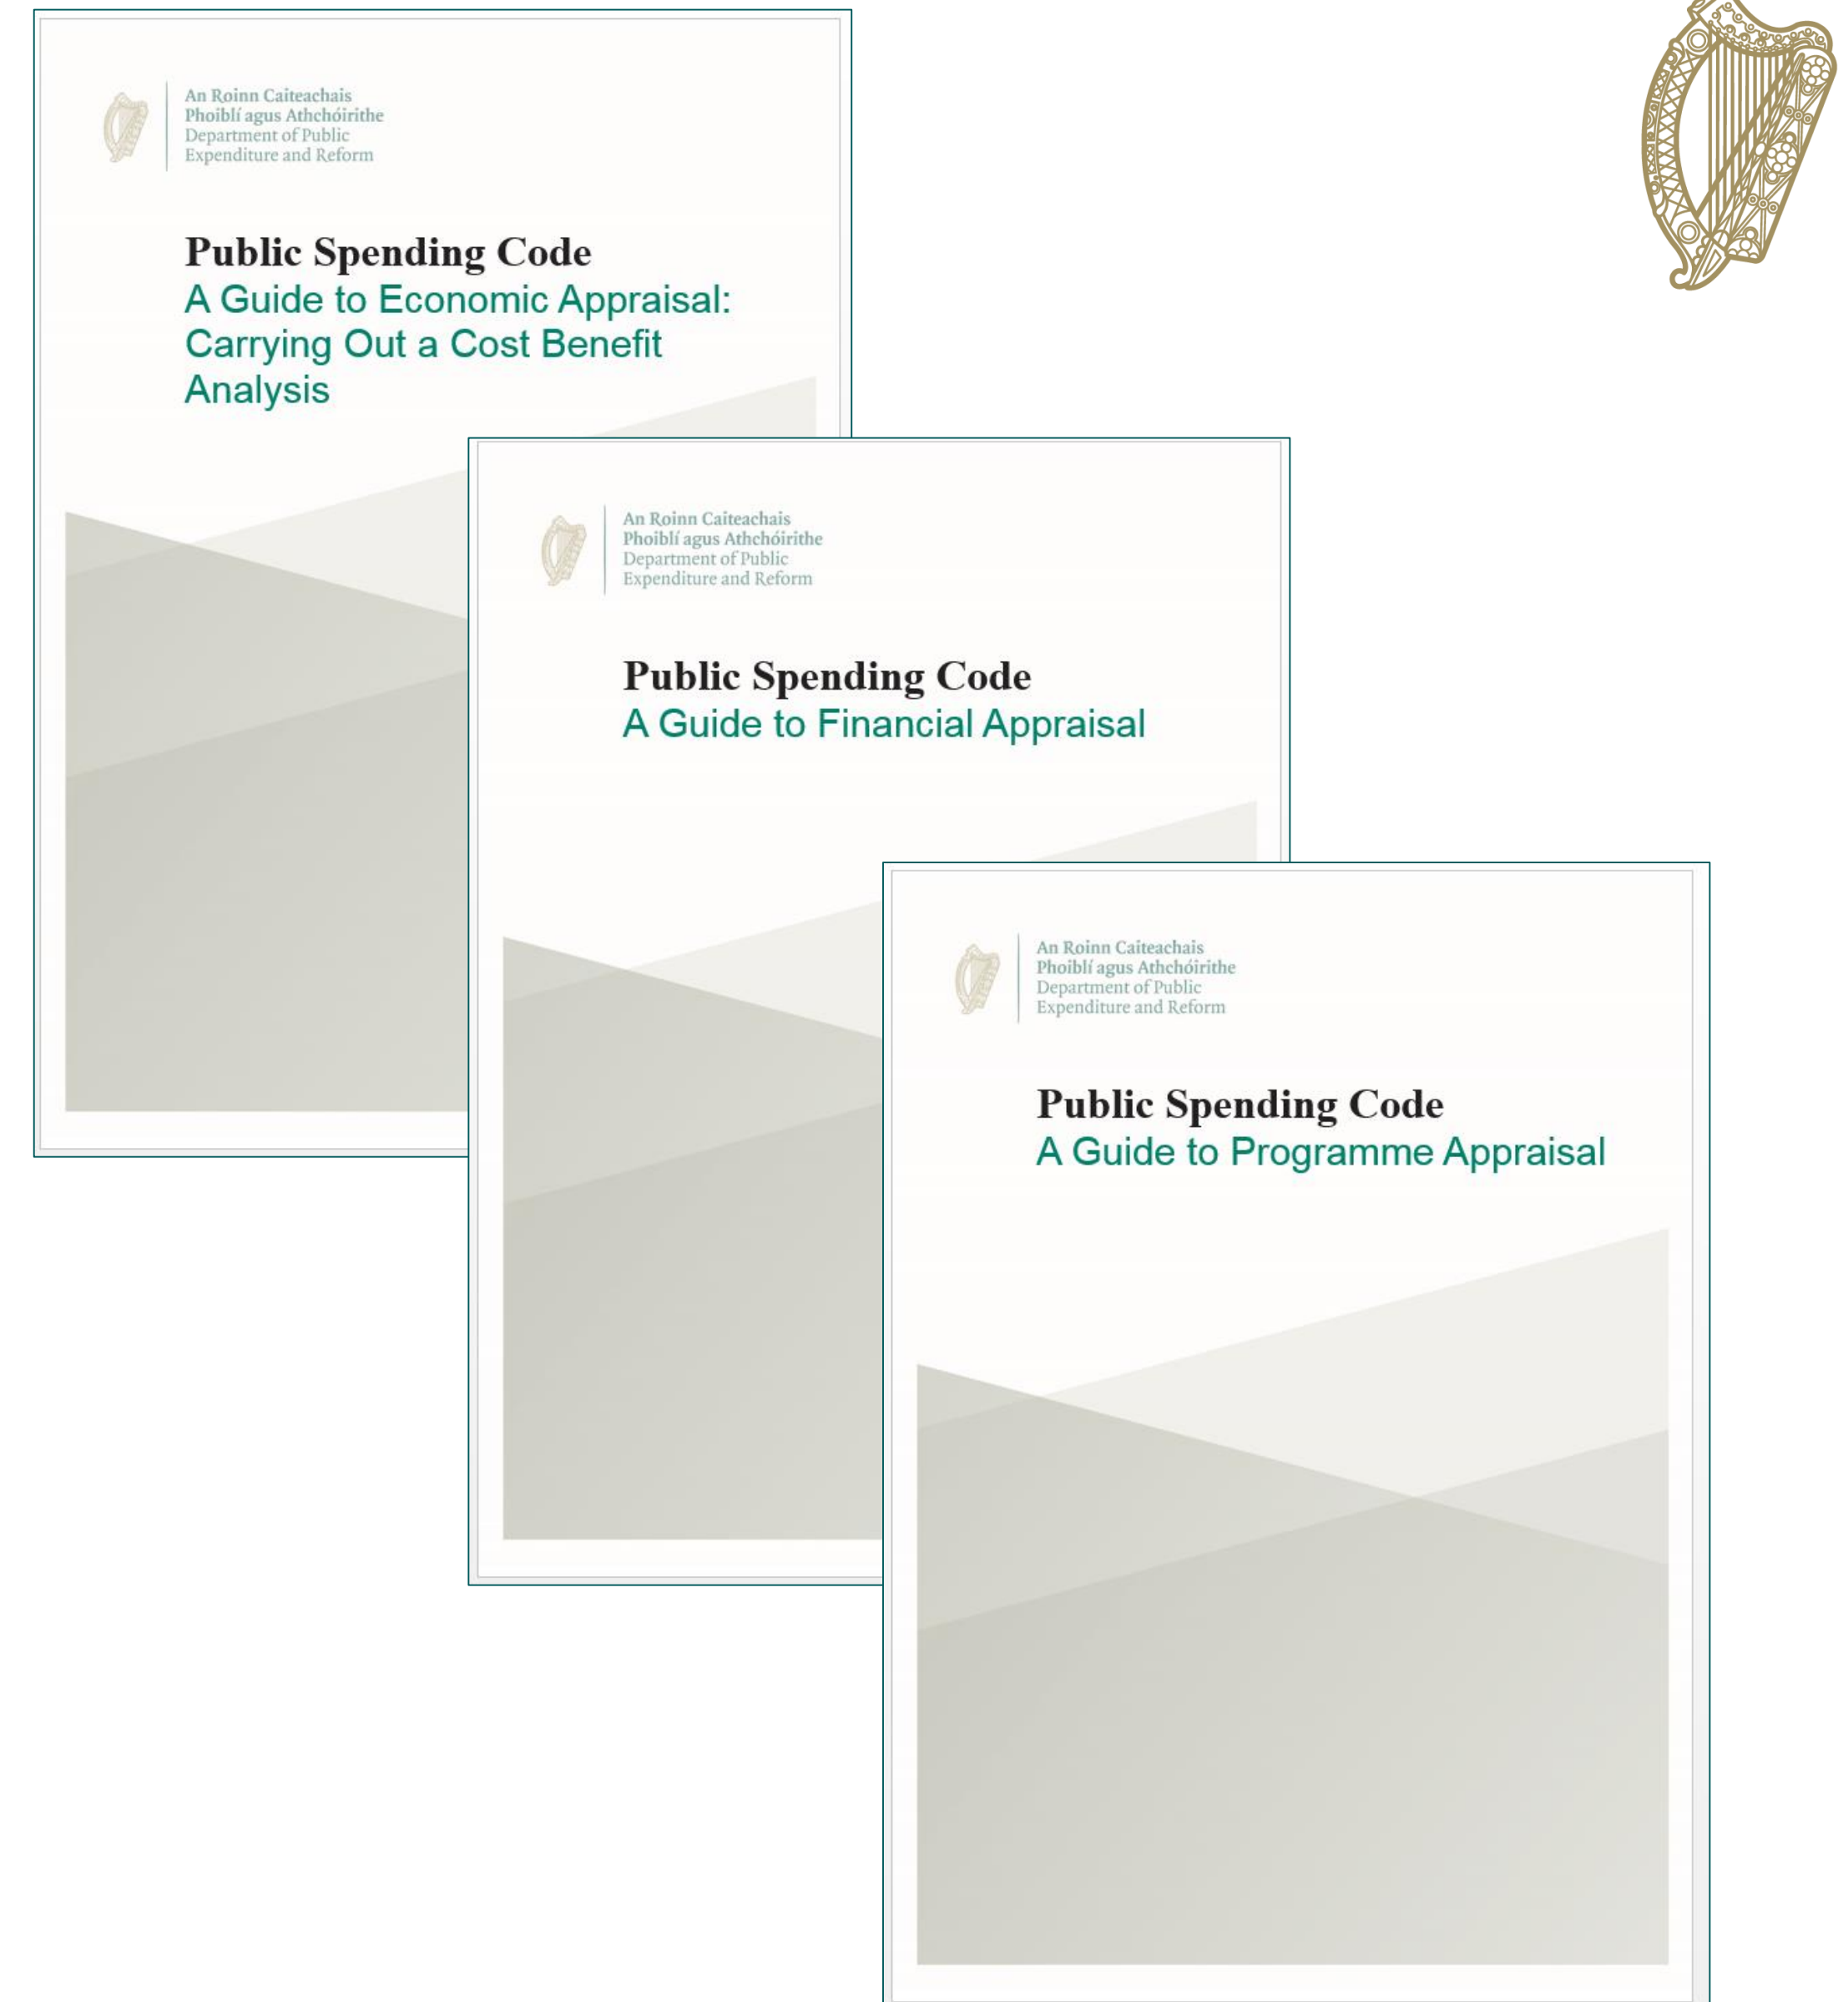 An Roinn Caiteachais
Phoiblí agus Athchóirithe
Department of Public
Expenditure and Reform
Public Spending Code
A Guide to Economic Appraisal:
Carrying Out a Cost Benefit
Analysis
An Roinn Caiteachais
Phoiblí agus Athchóirithe
Department of Public
Expenditure and Reform
Public Spending Code
A Guide to Financial Appraisal
An Roinn Caiteachais
Phoiblí agus Athchóirithe
Department of Public
Expenditure and Reform
Public Spending Code
A Guide to Programme Appraisal